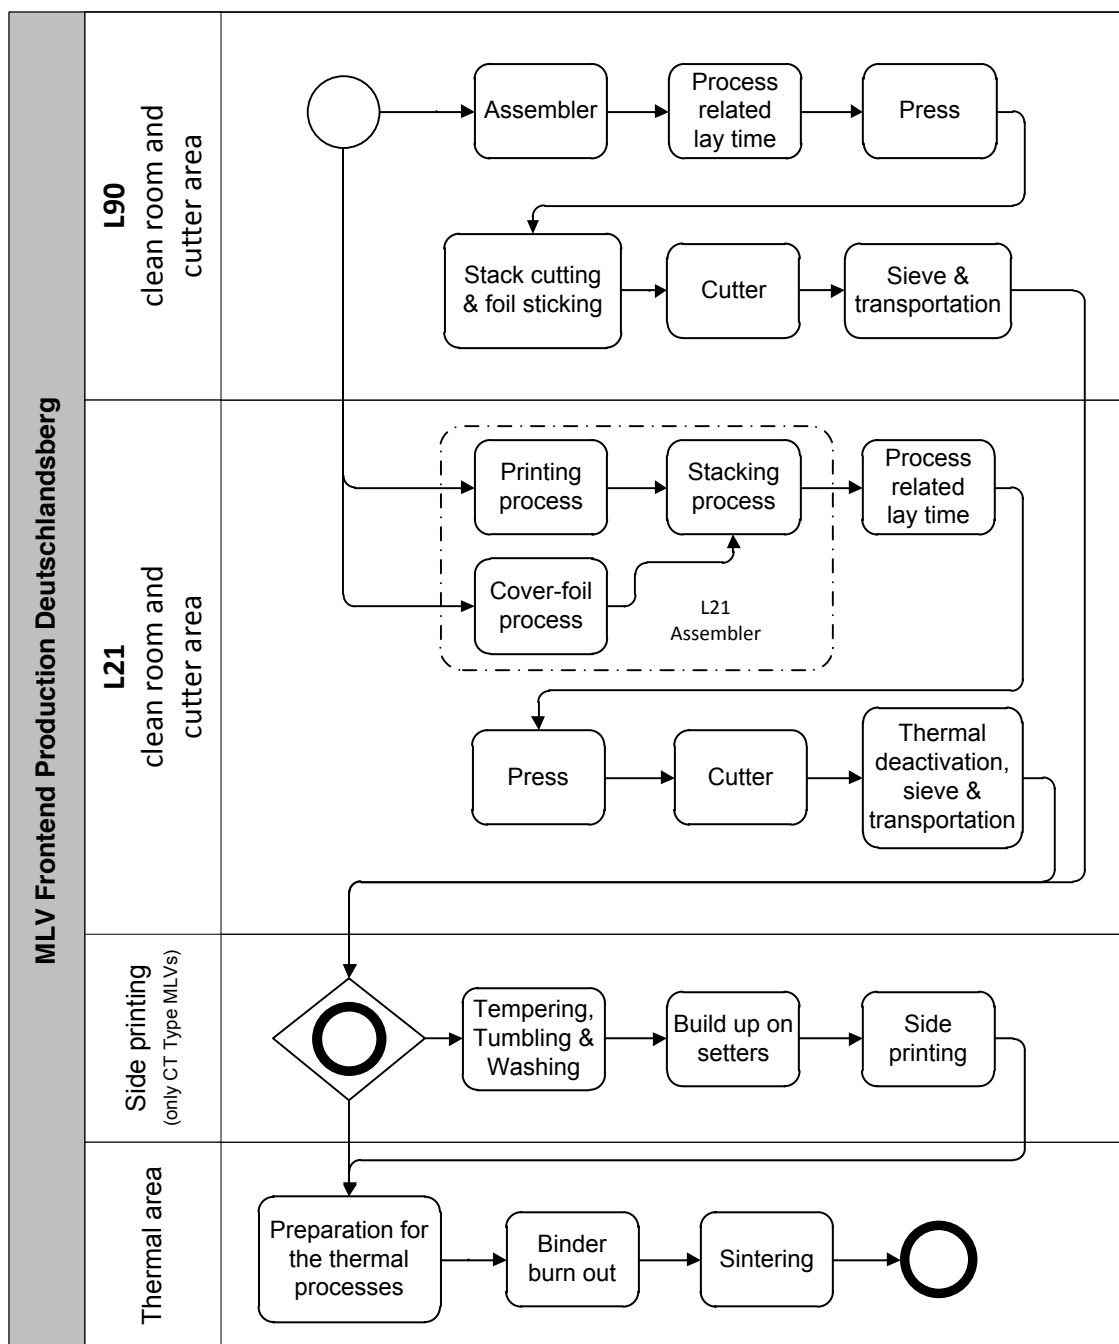 MLV Frontend Production Deutschlandsberg
L90
clean room and
cutter area
Assembler
Process
related
lay time
Press
Stack cutting
& foil sticking
Cutter
Sieve &
transportation
L21
clean room and
cutter area
Printing
process
Stacking
process
Process
related
lay time
Cover-foil
process
L21
Assembler
Press
Cutter
Thermal
deactivation,
sieve &
transportation
Side printing
(only CT Type MLVs)
Tempering,
Tumbling &
Washing
Build up on
setters
Side
printing
Thermal area
Preparation for
the thermal
processes
Binder
burn out
Sintering